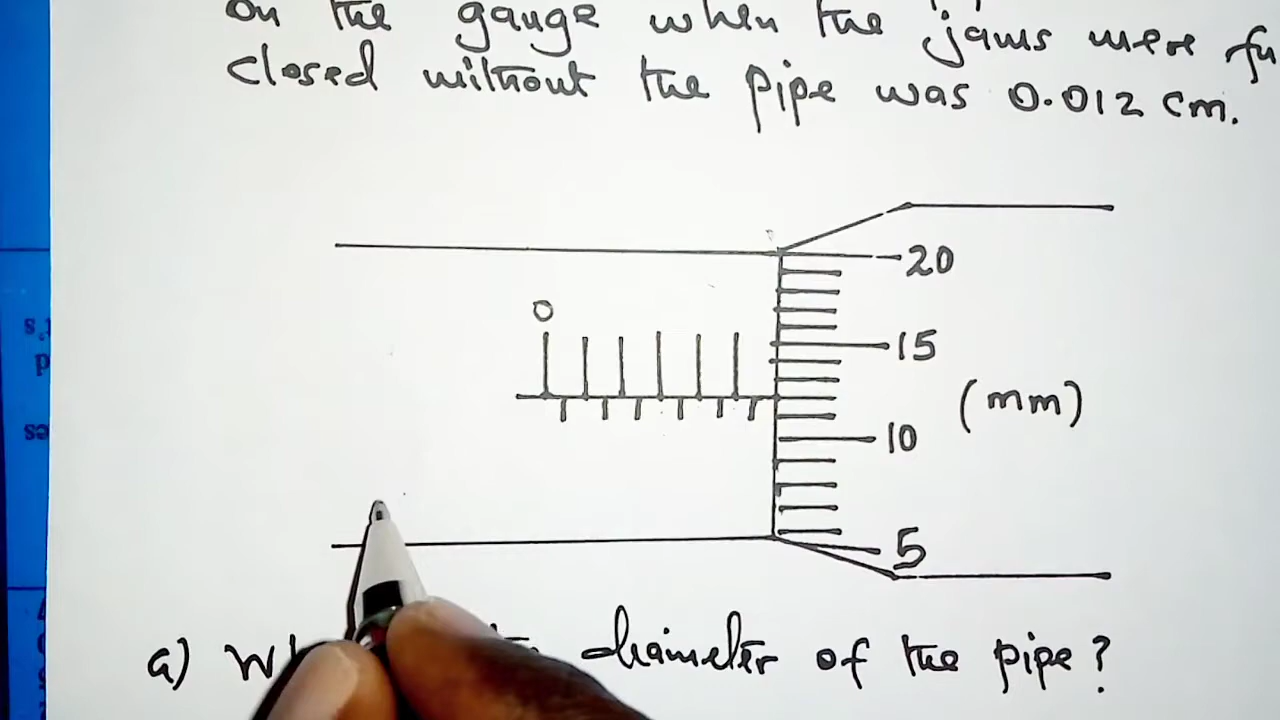 on the gauge when the jaws were fu
closed without the pipe was 0.012 cm.
0
20
15
(mm)
10
5
a) diameter of the pipe?